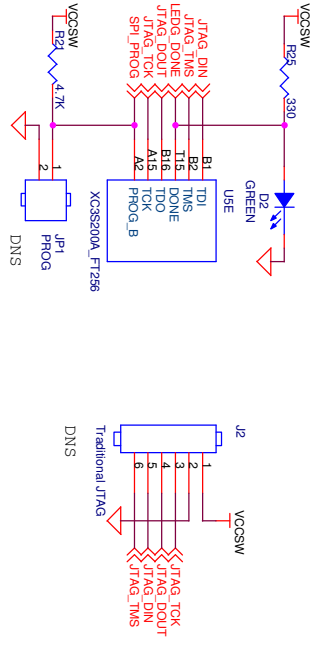 VCCSW
R21
4.7K
SPI_PROG
JTAG_TCK
JTAG_DOUT
LEDG_DONE
JTAG_TMS
JTAG_DIN
VCCSW
R25
330
D2
GREEN
A2
A15
B16
T15
B2
B1
PROG_B
TCK
TDO
DONE
TMS
TDI
U5E
XC3S200A_FT256
1
2
JP1
PROG
DNS
J2
1
2
3
4
5
6
Traditional JTAG
DNS
VCCSW
JTAG_TCK
JTAG_DOUT
JTAG_DIN
JTAG_TMS